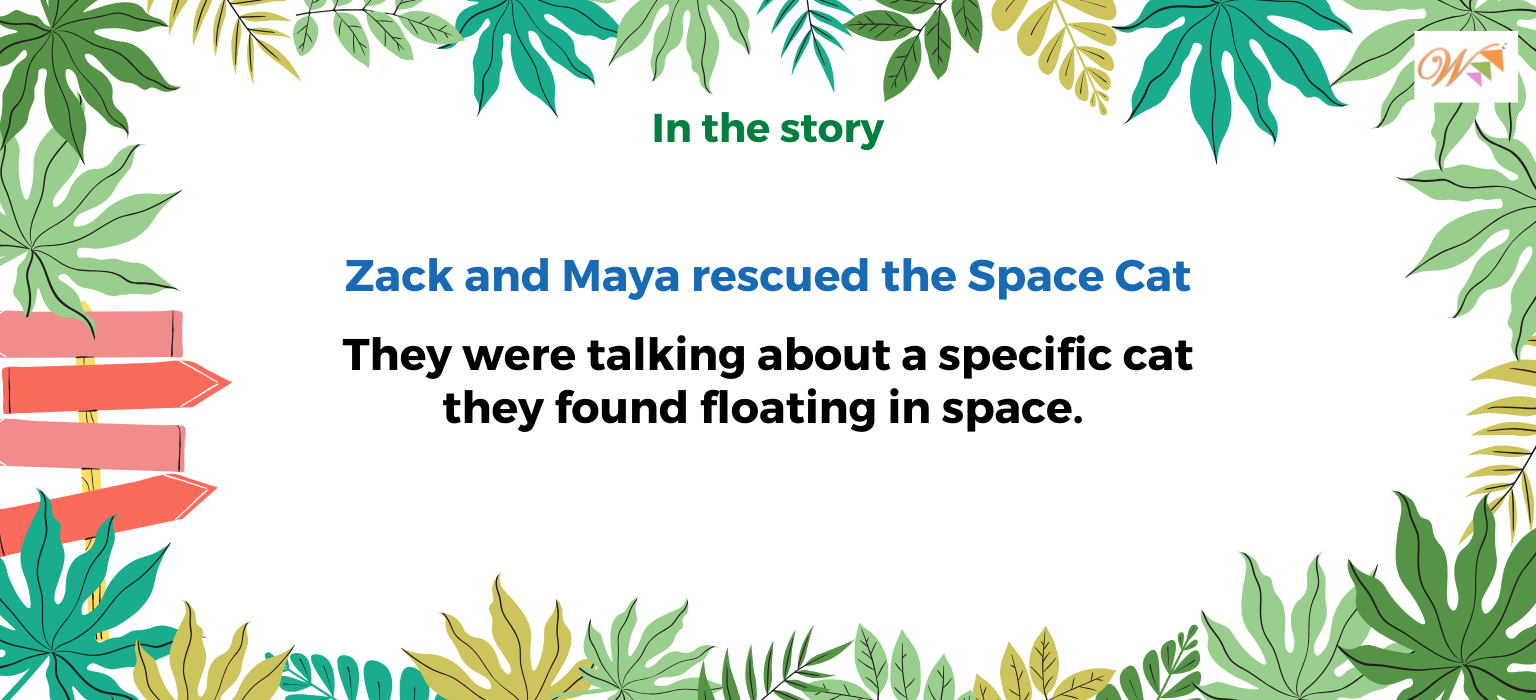 W
In the story
Zack and Maya rescued the Space Cat
They were talking about a specific cat
they found floating in space.